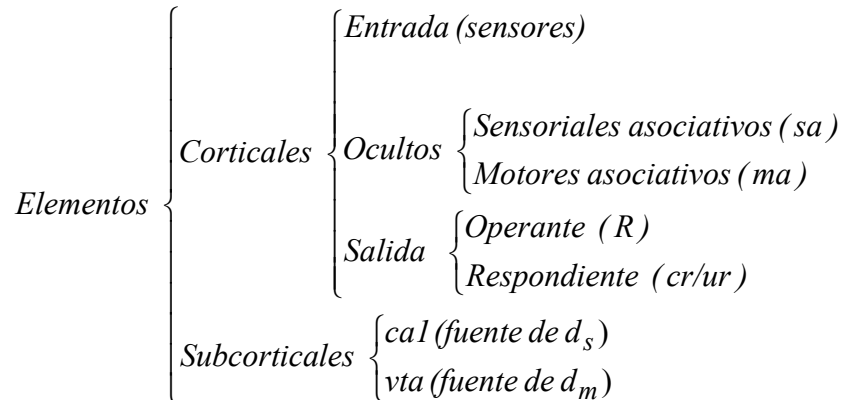 Entrada (sensores)
Sensoriales asociativos (sa)
Corticales Ocultos
Motores asociativos (ma)
Elementos
Operante (R)
Salida
Respondiente (cr/ur)
ca1 (fuente de d_s)
Subcorticales
vta (fuente de d_m)